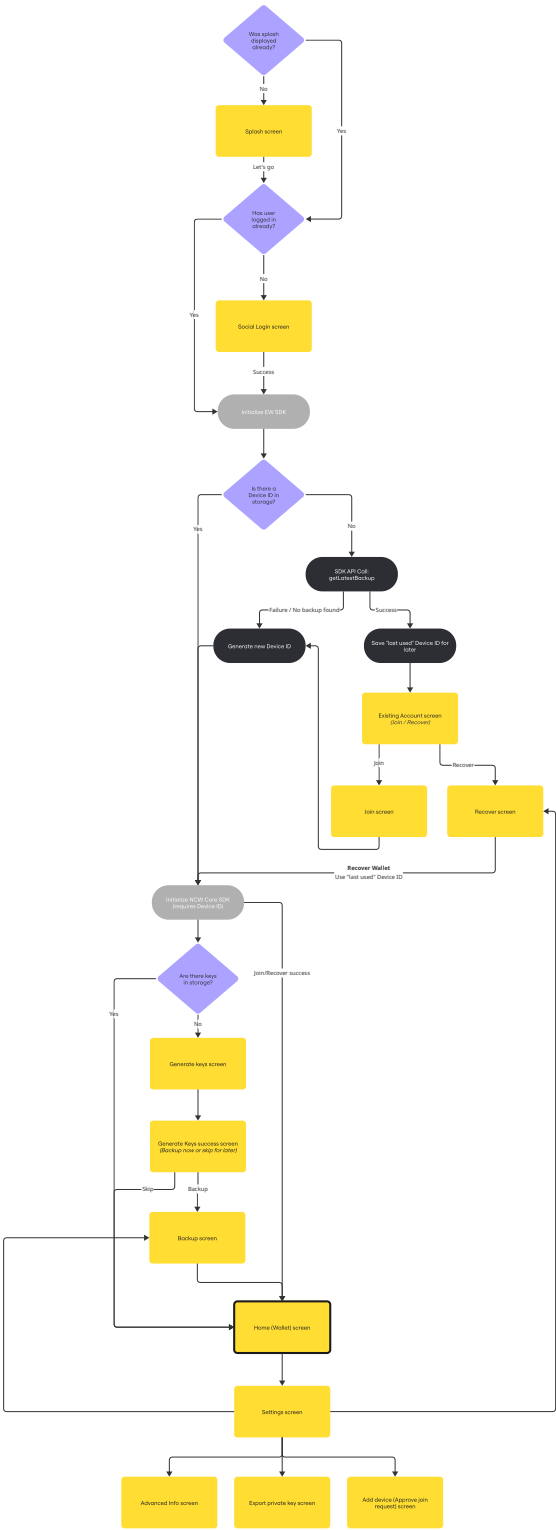 Was splash
displayed
already?
No
Yes
Splash screen
Let's go
Has user
logged in
already?
No
Yes
Social Login screen
Success
Initialize EW SDK
Is there a
Device ID in
storage?
Yes
No
SDK API Call:
getLatestBackup
Failure / No backup found
Success
Generate new Device ID
Save "last used" Device ID for
later
Existing Account screen
(Join / Recover)
Join
Recover
Join screen
Recover screen
Recover Wallet
Use "last used" Device ID
Initialize NCW Core SDK
(requires Device ID)
Are there keys
in storage?
Join/Recover success
Yes
No
Generate keys screen
Generate Keys success screen
(Backup now or skip for later)
Skip
Backup
Backup screen
Home (Wallet) screen
Settings screen
Advanced Info screen
Export private key screen
Add device (Approve join
request) screen